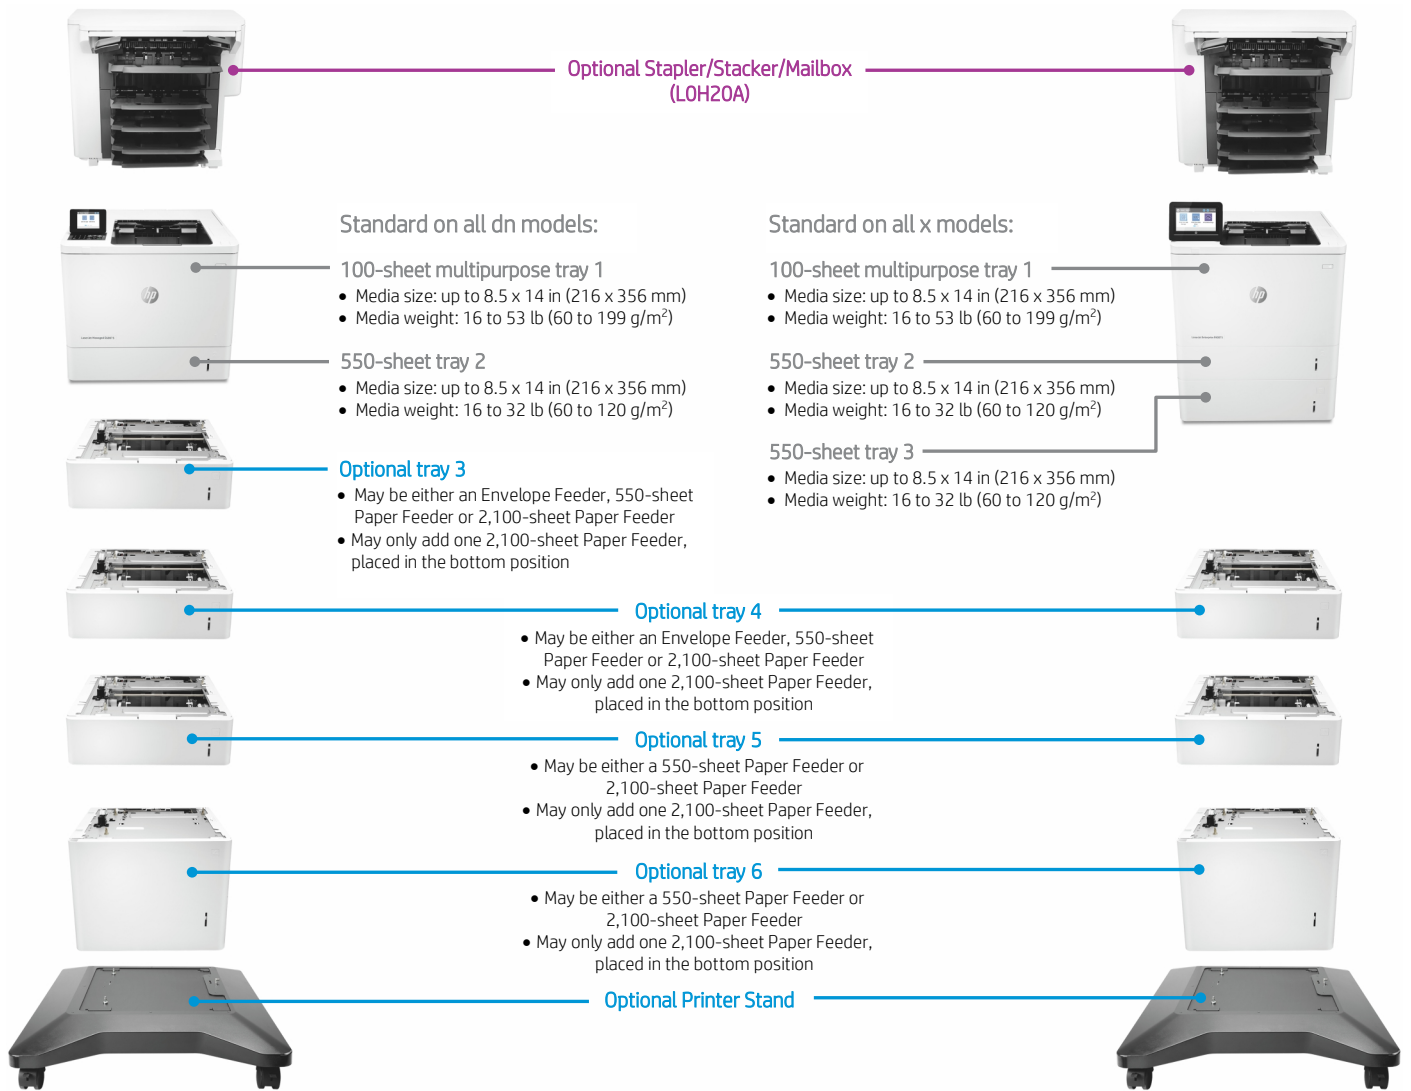 Optional Stapler/Stacker/Mailbox
(L0H20A)
Standard on all dn models:
100-sheet multipurpose tray 1
• Media size: up to 8.5 x 14 in (216 x 356 mm)
• Media weight: 16 to 53 lb (60 to 199 g/m²)
550-sheet tray 2
• Media size: up to 8.5 x 14 in (216 x 356 mm)
• Media weight: 16 to 32 lb (60 to 120 g/m²)
Optional tray 3
• May be either an Envelope Feeder, 550-sheet
Paper Feeder or 2,100-sheet Paper Feeder
• May only add one 2,100-sheet Paper Feeder,
placed in the bottom position
Standard on all x models:
100-sheet multipurpose tray 1
• Media size: up to 8.5 x 14 in (216 x 356 mm)
• Media weight: 16 to 53 lb (60 to 199 g/m²)
550-sheet tray 2
• Media size: up to 8.5 x 14 in (216 x 356 mm)
• Media weight: 16 to 32 lb (60 to 120 g/m²)
550-sheet tray 3
• Media size: up to 8.5 x 14 in (216 x 356 mm)
• Media weight: 16 to 32 lb (60 to 120 g/m²)
hp
hp
Optional tray 4
• May be either an Envelope Feeder, 550-sheet
Paper Feeder or 2,100-sheet Paper Feeder
• May only add one 2,100-sheet Paper Feeder,
placed in the bottom position
Optional tray 5
• May be either a 550-sheet Paper Feeder or
2,100-sheet Paper Feeder
• May only add one 2,100-sheet Paper Feeder,
placed in the bottom position
Optional tray 6
• May be either a 550-sheet Paper Feeder or
2,100-sheet Paper Feeder
• May only add one 2,100-sheet Paper Feeder,
placed in the bottom position
Optional Printer Stand